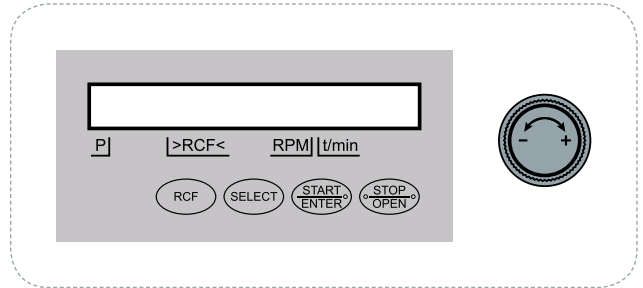 P >RCF< RPM t/min
RCF SELECT START STOP
ENTER OPEN
- +